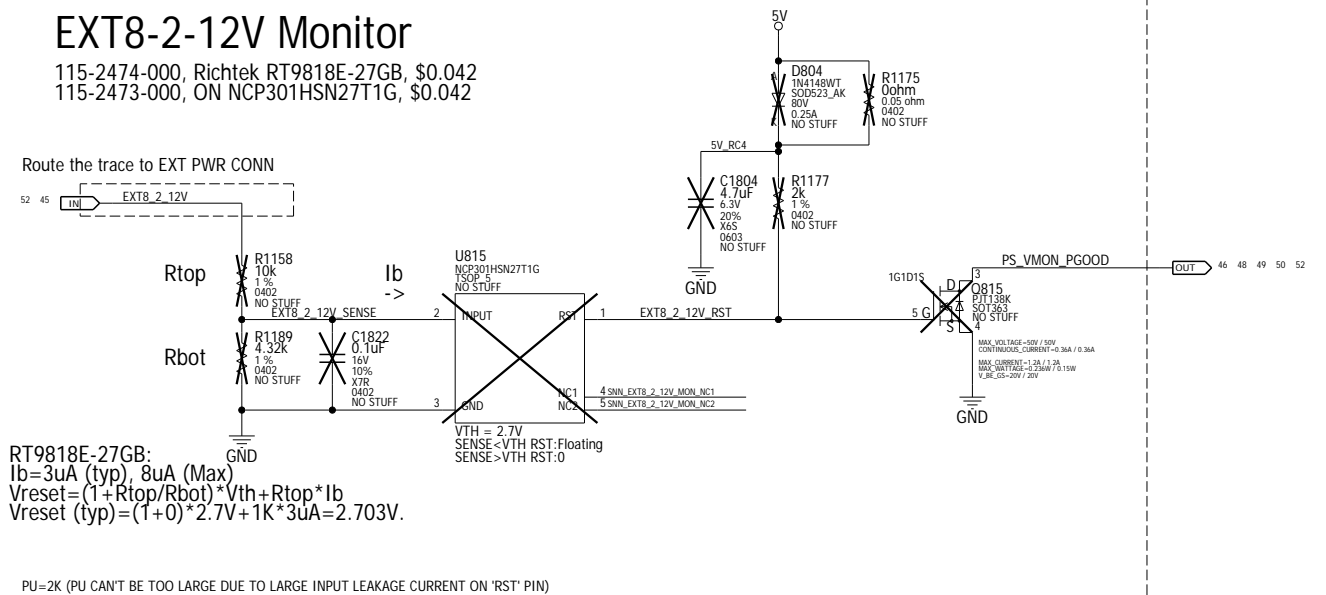 EXT8-2-12V Monitor
115-2474-000, Richtek RT9818E-27GB, $0.042
115-2473-000, ON NCP301HSN27T1G, $0.042
5V
D804
1N4148WT
SOD523_AK
80V
0.25A
NO STUFF
A
R1175
0ohm
0.05 ohm
0402
NO STUFF
Route the trace to EXT PWR CONN
52 45
IN
EXT8_2_12V
5V_RC4
C1804
4.7uF
6.3V
20%
X6S
0603
NO STUFF
R1177
2k
1 %
0402
NO STUFF
GND
Rtop
R1158
10k
1 %
0402
NO STUFF
EXT8_2_12V_SENSE
Ib
->
U815
NCP301HSN27T1G
TSOP_5
NO STUFF
2
INPUT
RST
1
EXT8_2_12V_RST
Rbot
R1189
4.32k
1 %
0402
NO STUFF
C1822
0.1uF
16V
10%
X7R
0402
NO STUFF
3
GND
NC1
4 SNN_EXT8_2_12V_MON_NC1
NC2
5 SNN_EXT8_2_12V_MON_NC2
GND
VTH = 2.7V
SENSE<VTH RST:Floating
SENSE>VTH RST:0
PS_VMON_PGOOD
OUT
46 48 49 50 52
1G1D1S
3
D
5 G
S
4
Q815
PJT138K
SOT363
NO STUFF
MAX_VOLTAGE=50V / 50V
CONTINUOUS_CURRENT=0.36A / 0.36A
MAX_CURRENT=1.2A / 1.2A
MAX_WATTAGE=0.236W / 0.15W
V_BE_GS=20V / 20V
GND
RT9818E-27GB:
Ib=3uA (typ), 8uA (Max)
Vreset=(1+Rtop/Rbot)*Vth+Rtop*Ib
Vreset (typ)=(1+0)*2.7V+1K*3uA=2.703V.
PU=2K (PU CAN'T BE TOO LARGE DUE TO LARGE INPUT LEAKAGE CURRENT ON 'RST' PIN)